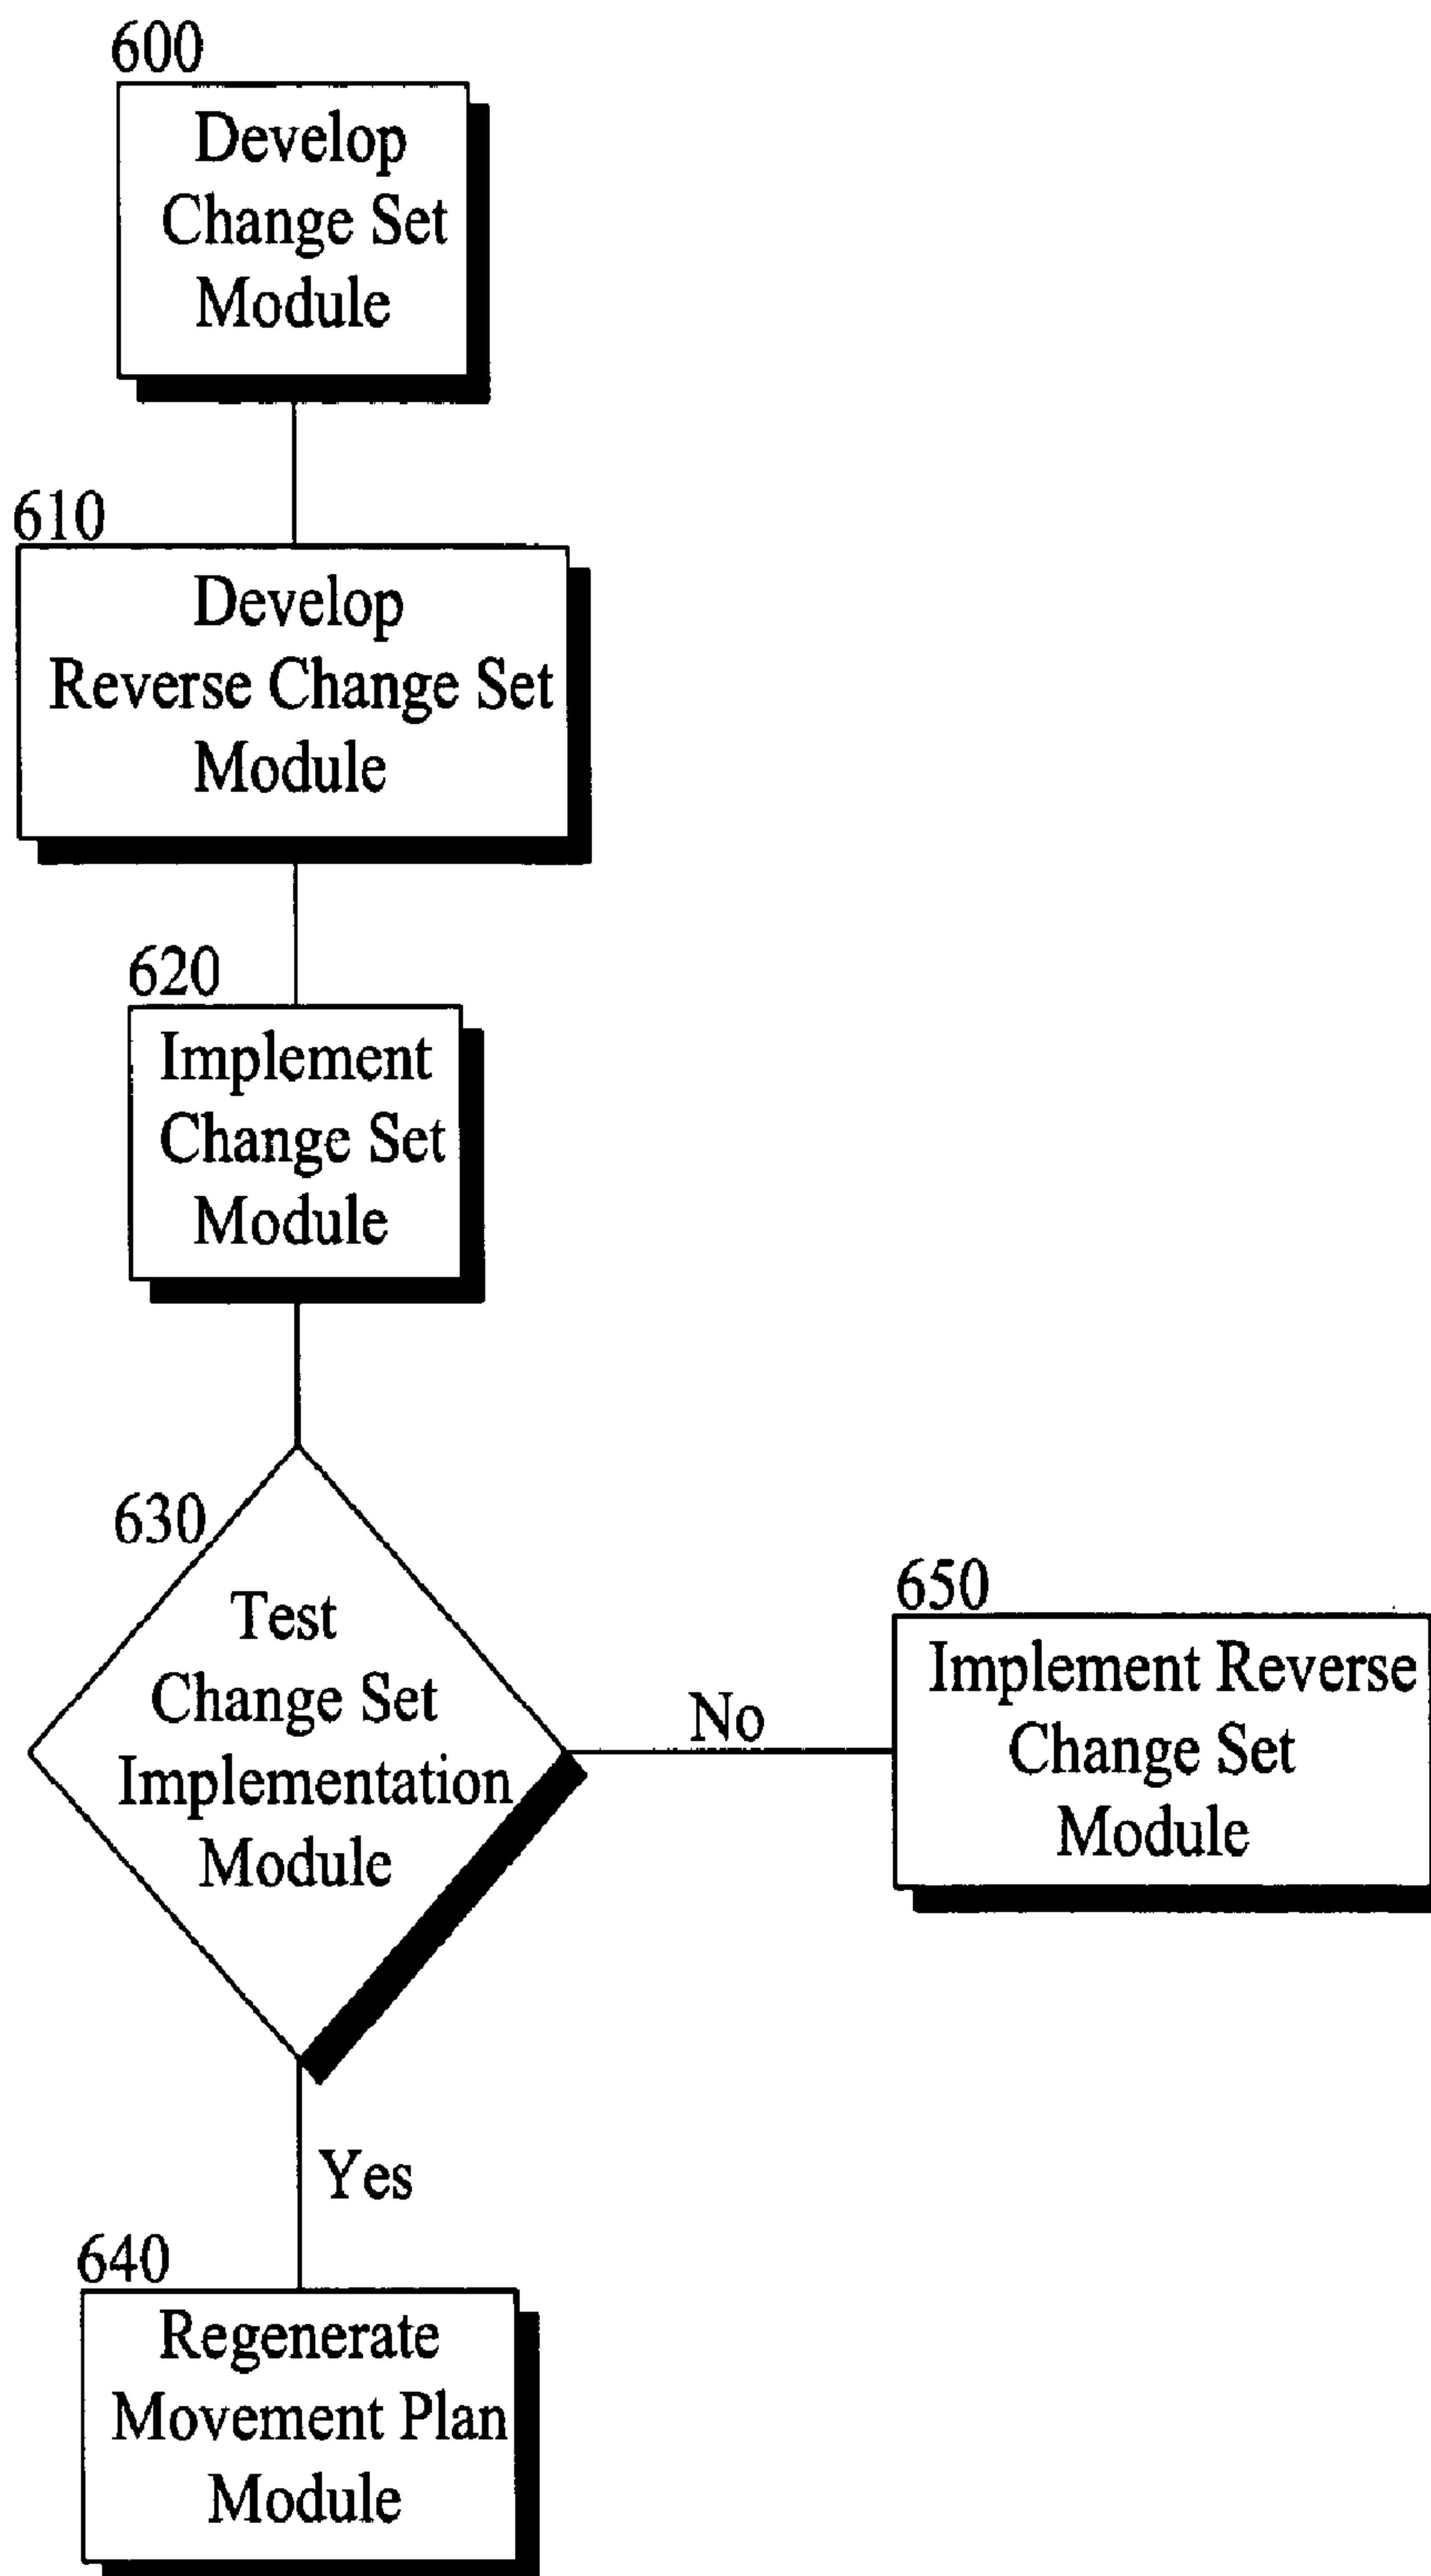 600
Develop
Change Set
Module
610
Develop
Reverse Change Set
Module
620
Implement
Change Set
Module
630
Test
Change Set
Implementation
Module
No
650
Implement Reverse
Change Set
Module
Yes
640
Regenerate
Movement Plan
Module